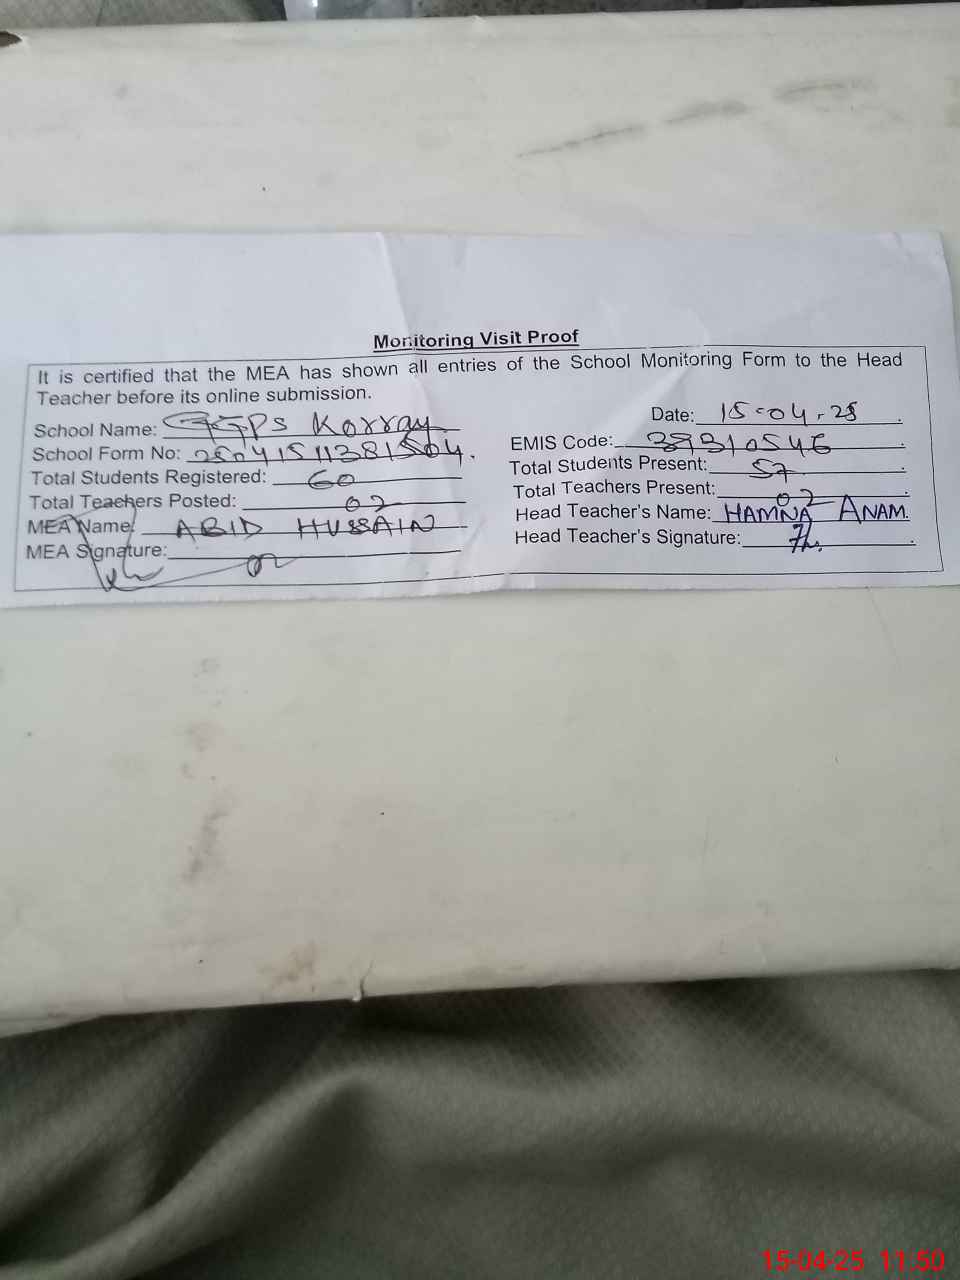 Monitoring Visit Proof
It is certified that the MEA has shown all entries of the School Monitoring Form to the Head
Teacher before its online submission.
Date: 15-04-25
School Name: GGPS Korray
EMIS Code: 38310546
School Form No: 25041511381504.
Total Students Present: 57
Total Students Registered: 60
Total Teachers Present: 02
Total Teachers Posted: 02
Head Teacher's Name: HAMNA ANAM.
MEA Name: ABID HUSSAIN
Head Teacher's Signature:
MEA Signature:
15-04-25 11:50